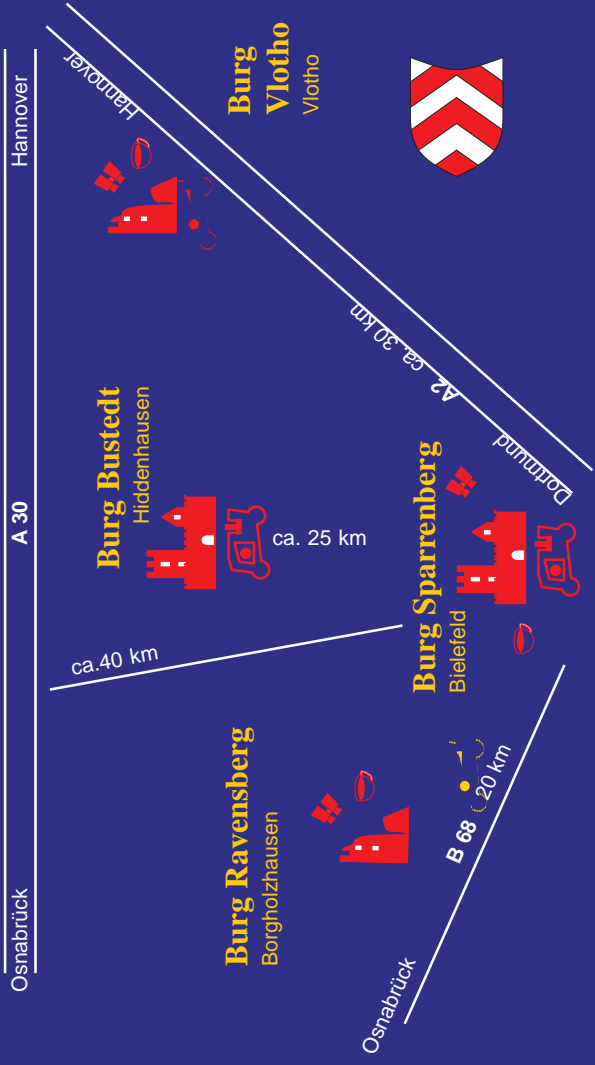 Osnabrück
A 30
Hannover
Hannover
Burg
Vlotho
Vlotho
Burg Bustedt
Hiddenhausen
ca.40 km
ca. 25 km
A2 ca. 30 km
Burg Ravensberg
Borgholzhausen
Burg Sparrenberg
Bielefeld
Dortmund
B 68 20 km
Osnabrück